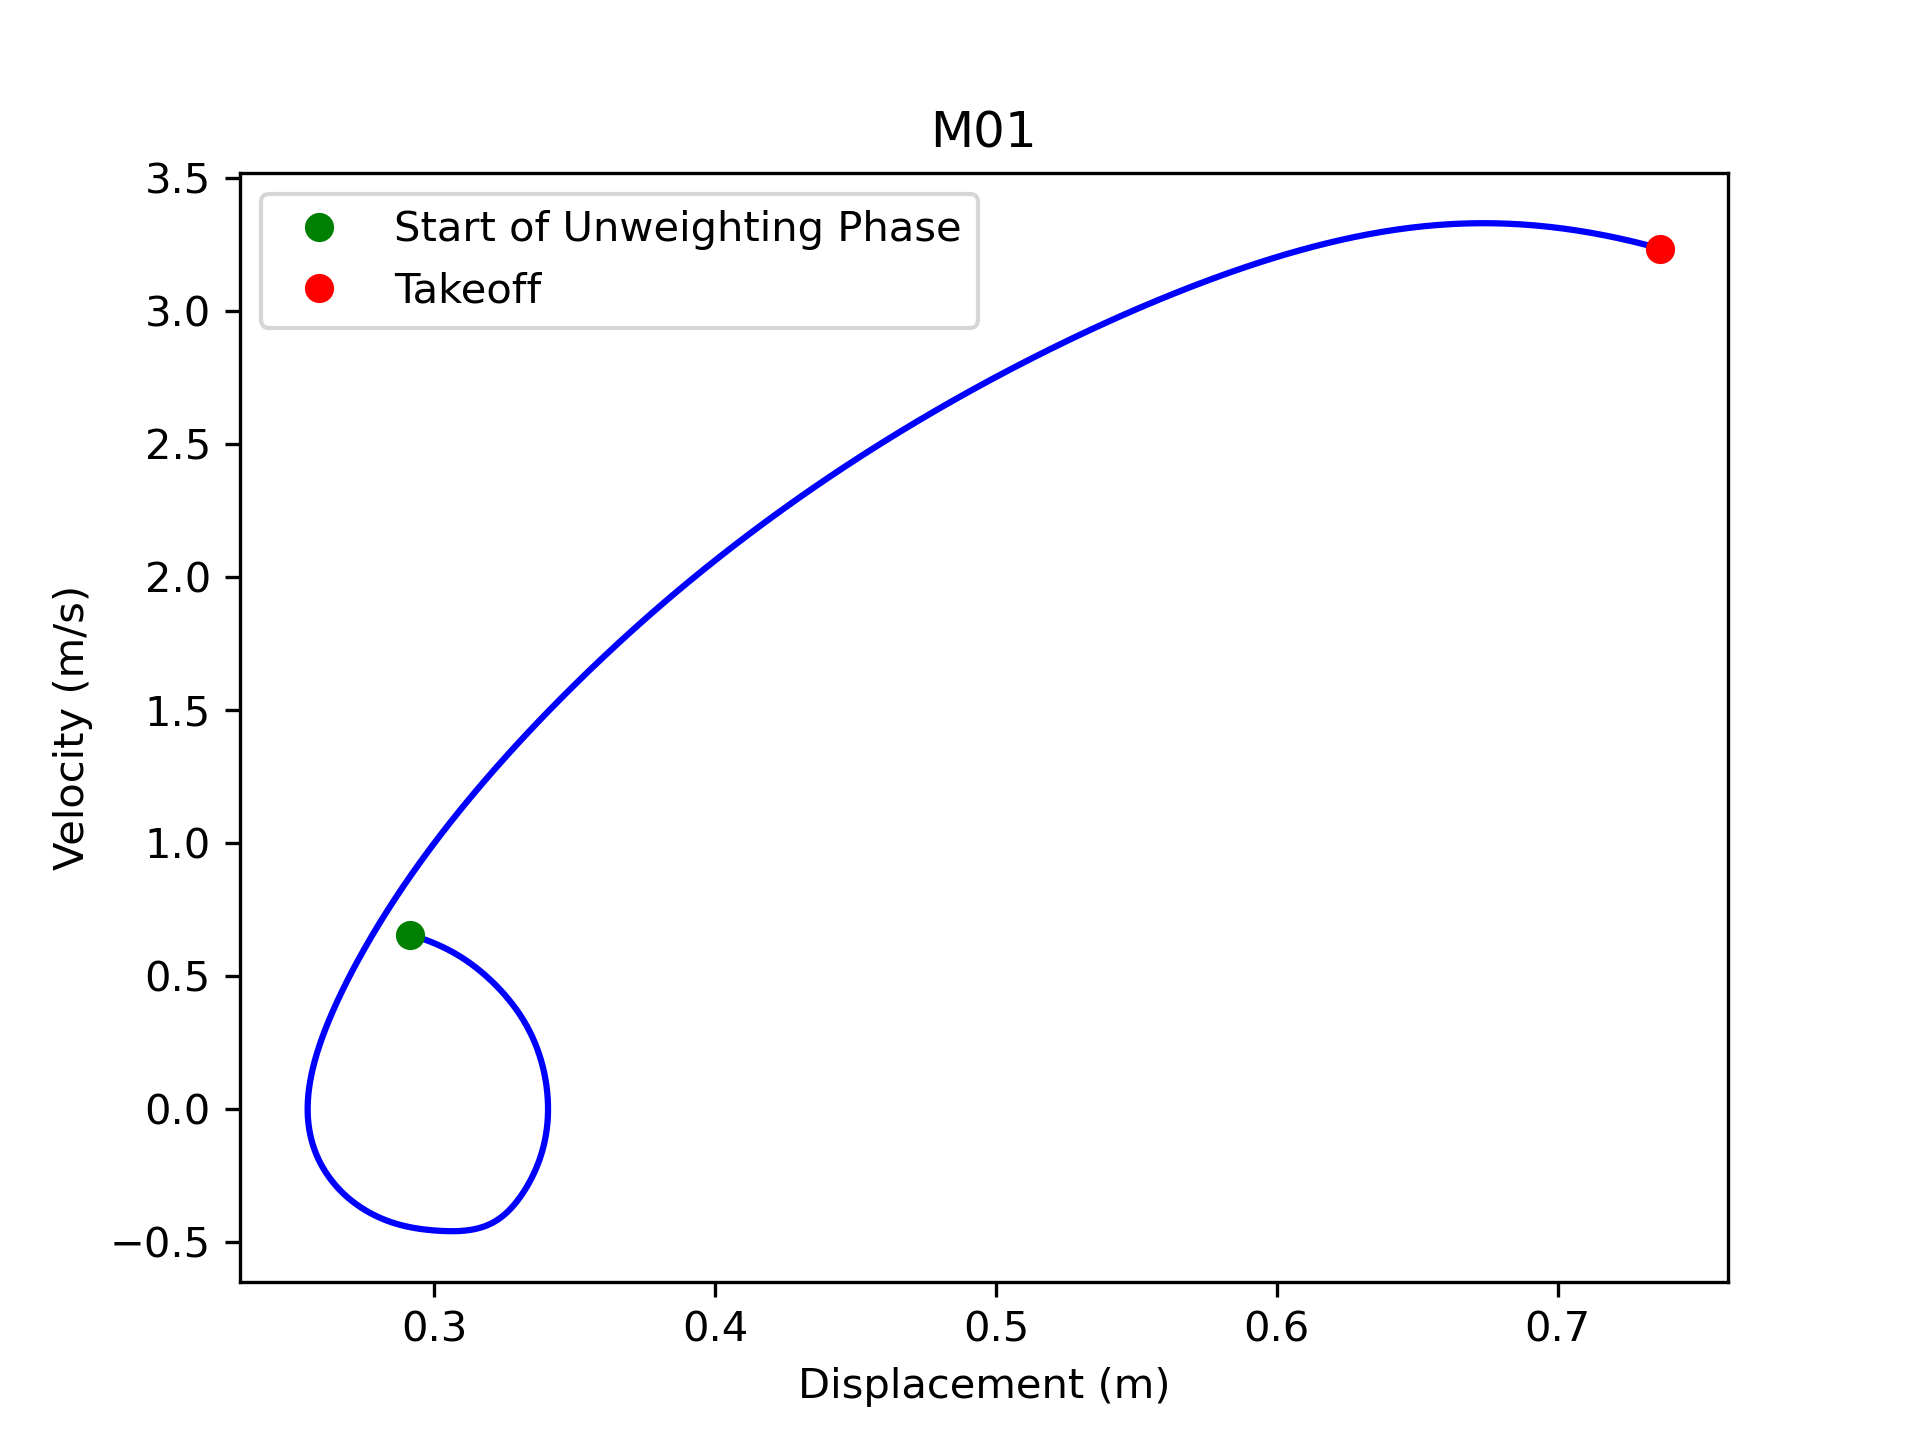 M01
3.5
3.0
2.5
2.0
1.5
1.0
0.5
0.0
−0.5
Velocity (m/s)
Start of Unweighting Phase
Takeoff
0.3 0.4 0.5 0.6 0.7
Displacement (m)